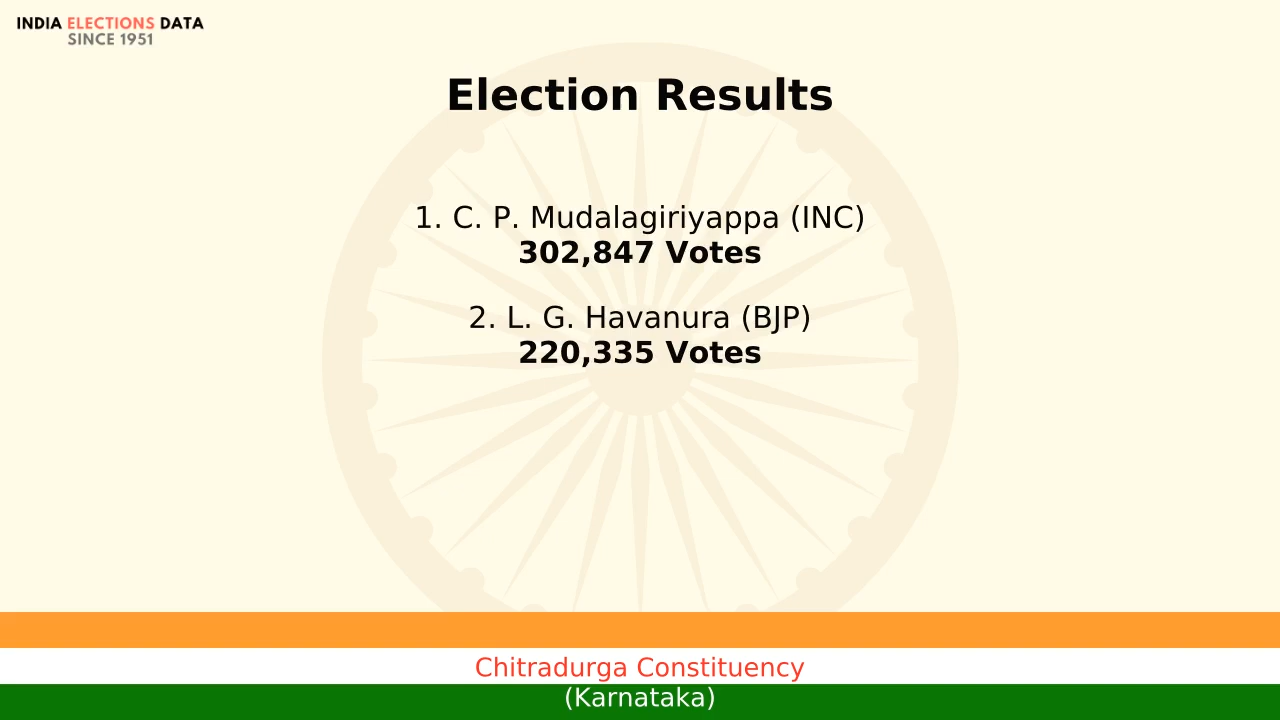 INDIA ELECTIONS DATA
SINCE 1951
Election Results
1. C. P. Mudalagiriyappa (INC)
302,847 Votes
2. L. G. Havanura (BJP)
220,335 Votes
Chitradurga Constituency
(Karnataka)